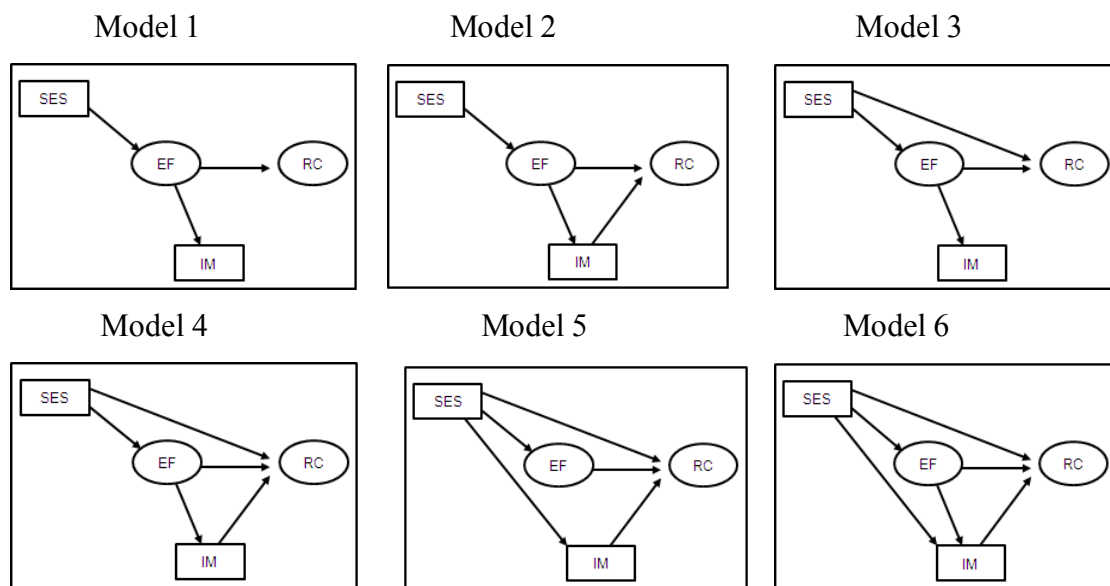 Model 1 Model 2 Model 3
SES SES SES
EF RC EF RC EF RC
IM IM IM
Model 4 Model 5 Model 6
SES SES SES
EF RC EF RC EF RC
IM IM IM